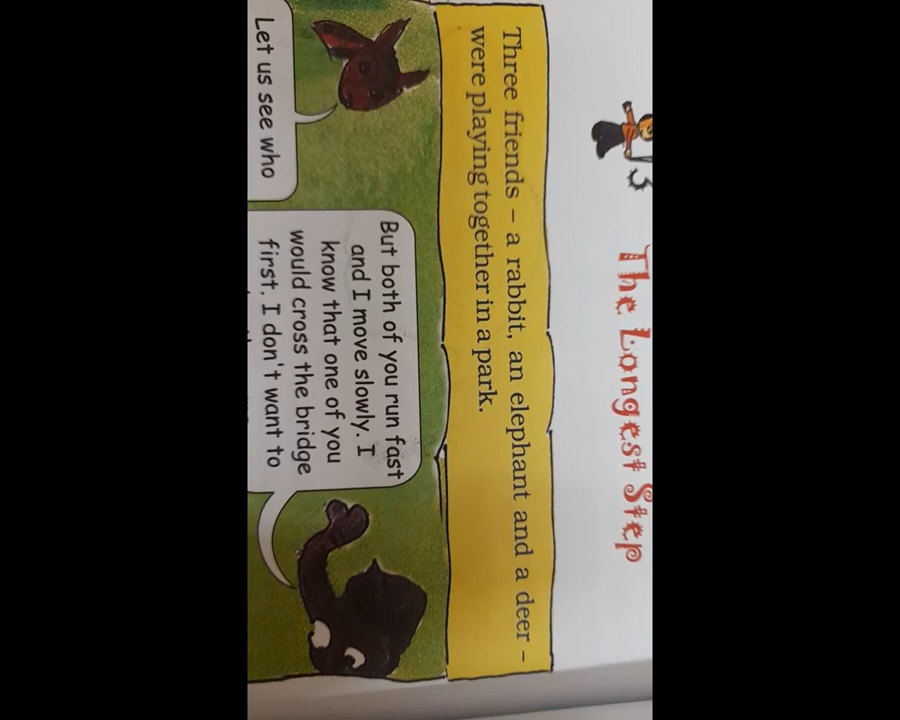 3
The Longest Step
Three friends – a rabbit, an elephant and a deer –
were playing together in a park.
Let us see who
But both of you run fast
and I move slowly. I
know that one of you
would cross the bridge
first. I don't want to